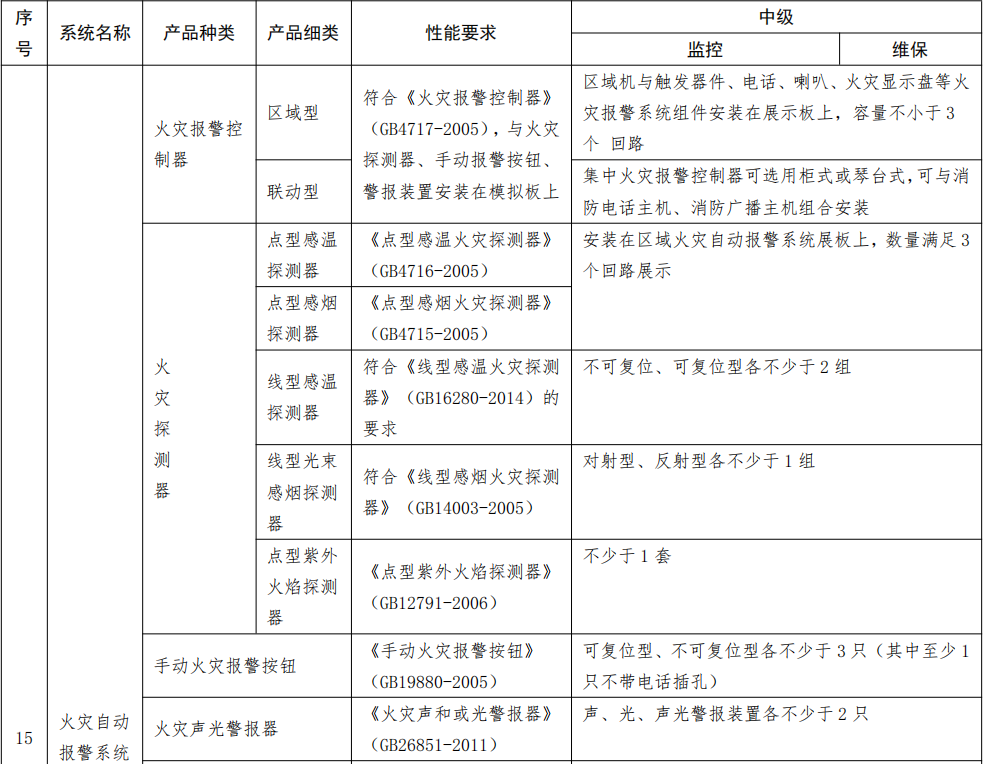 序号
系统名称
产品种类
产品细类
性能要求
中级
监控
维保
15
火灾自动
报警系统
火灾报警控
制器
区域型
符合《火灾报警控制器》
（GB4717-2005），与火灾
探测器、手动报警按钮、
警报装置安装在模拟板上
区域机与触发器件、电话、喇叭、火灾显示盘等火
灾报警系统组件安装在展示板上，容量不小于 3
个 回路
联动型
集中火灾报警控制器可选用柜式或琴台式，可与消
防电话主机、消防广播主机组合安装
火
灾
探
测
器
点型感温
探测器
《点型感温火灾探测器》
（GB4716-2005）
安装在区域火灾自动报警系统展板上，数量满足 3
个回路展示
点型感烟
探测器
《点型感烟火灾探测器》
（GB4715-2005）
线型感温
探测器
符合《线型感温火灾探测
器》（GB16280-2014）的
要求
不可复位、可复位型各不少于 2 组
线型光束
感烟探测
器
符合《线型感烟火灾探测
器》（GB14003-2005）
对射型、反射型各不少于 1 组
点型紫外
火焰探测
器
《点型紫外火焰探测器》
（GB12791-2006）
不少于 1 套
手动火灾报警按钮
《手动火灾报警按钮》
（GB19880-2005）
可复位型、不可复位型各不少于 3 只（其中至少 1
只不带电话插孔）
火灾声光警报器
《火灾声和或光警报器》
（GB26851-2011）
声、光、声光警报装置各不少于 2 只